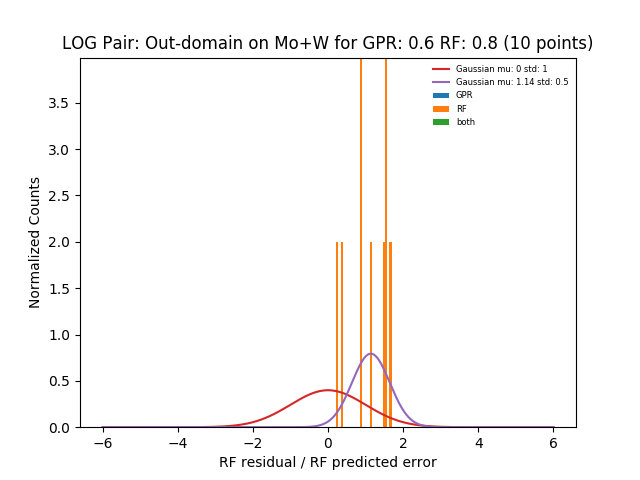 LOG Pair: Out-domain on Mo+W for GPR: 0.6 RF: 0.8 (10 points)
Gaussian mu: 0 std: 1
Gaussian mu: 1.14 std: 0.5
GPR
RF
both
Normalized Counts
3.5
3.0
2.5
2.0
1.5
1.0
0.5
0.0
−6 −4 −2 0 2 4 6
RF residual / RF predicted error